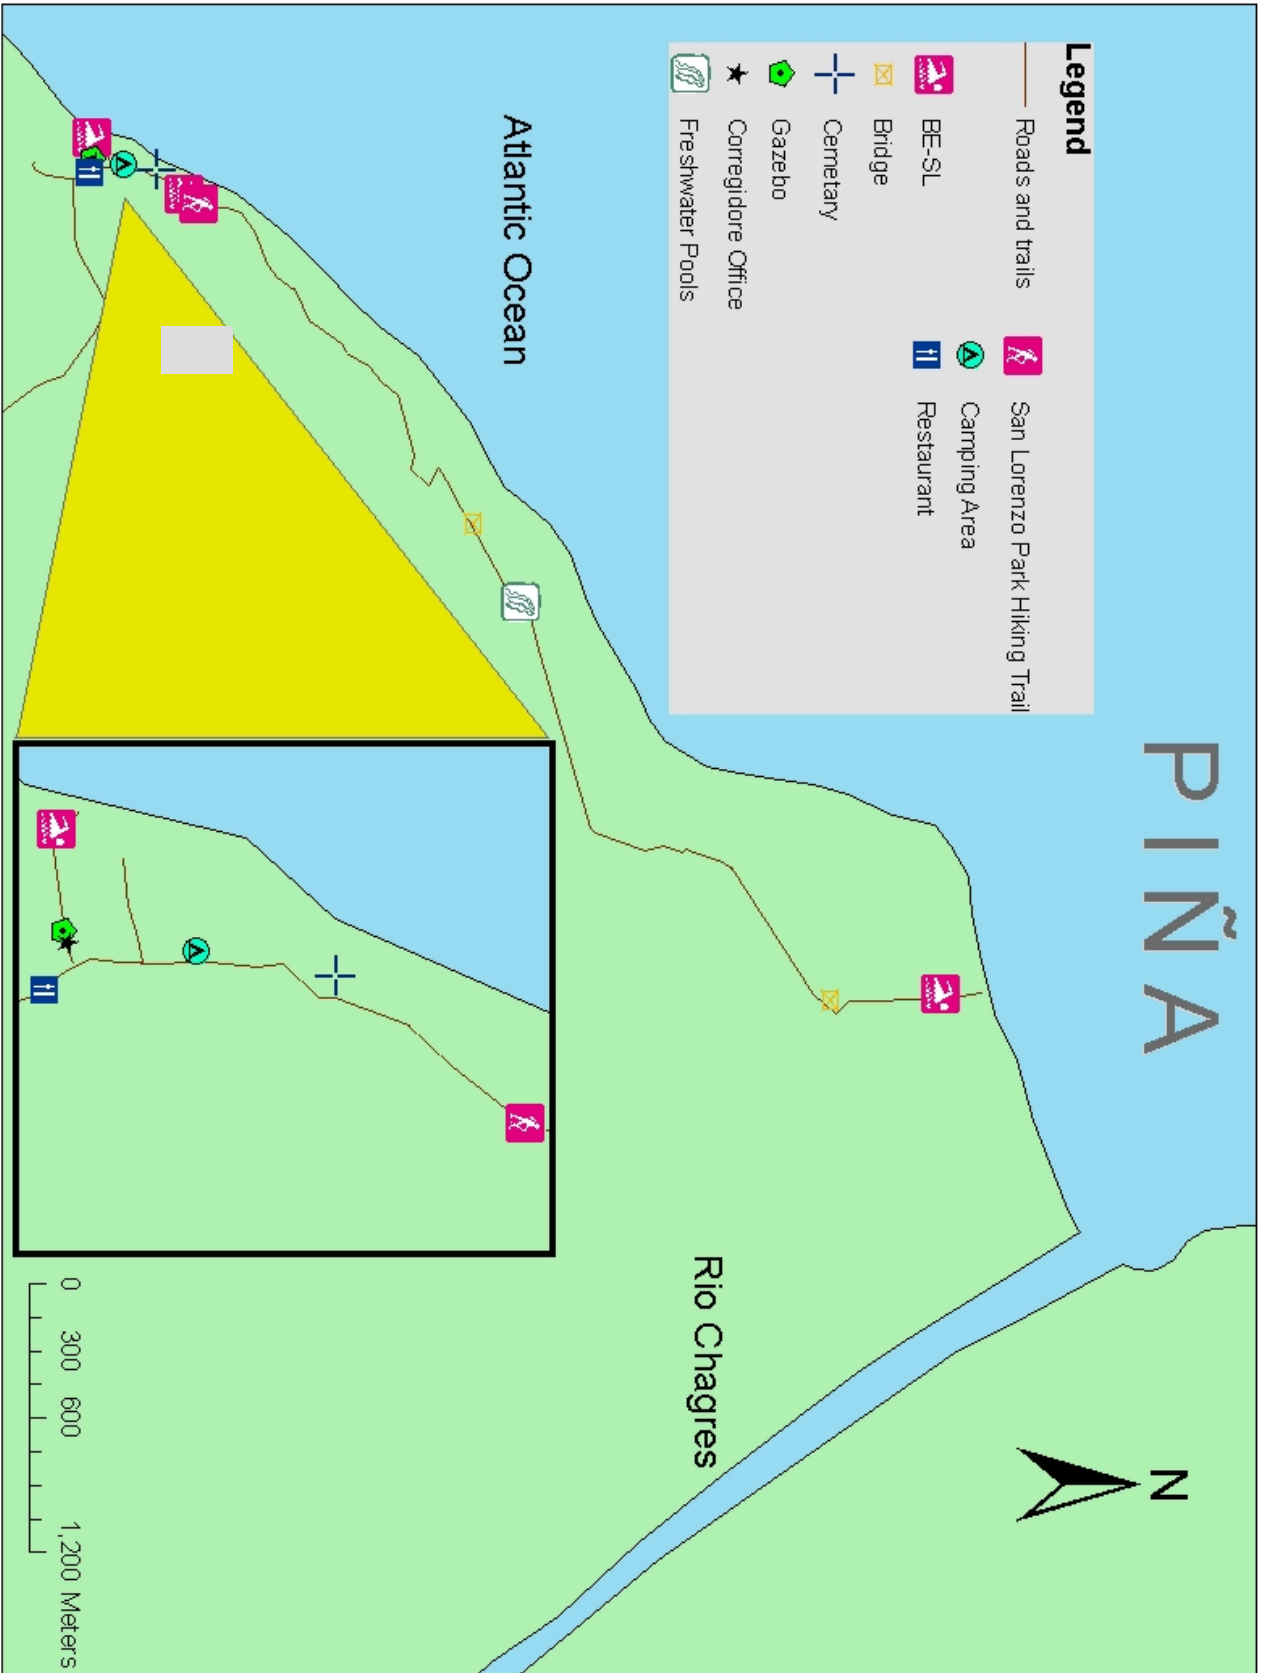 PIÑA
N
Legend
Roads and trails
BE-SL
Bridge
Cemetary
Gazebo
Corregidore Office
Freshwater Pools
San Lorenzo Park Hiking Trail
Camping Area
Restaurant
Atlantic Ocean
Rio Chagres
0 300 600 1,200 Meters